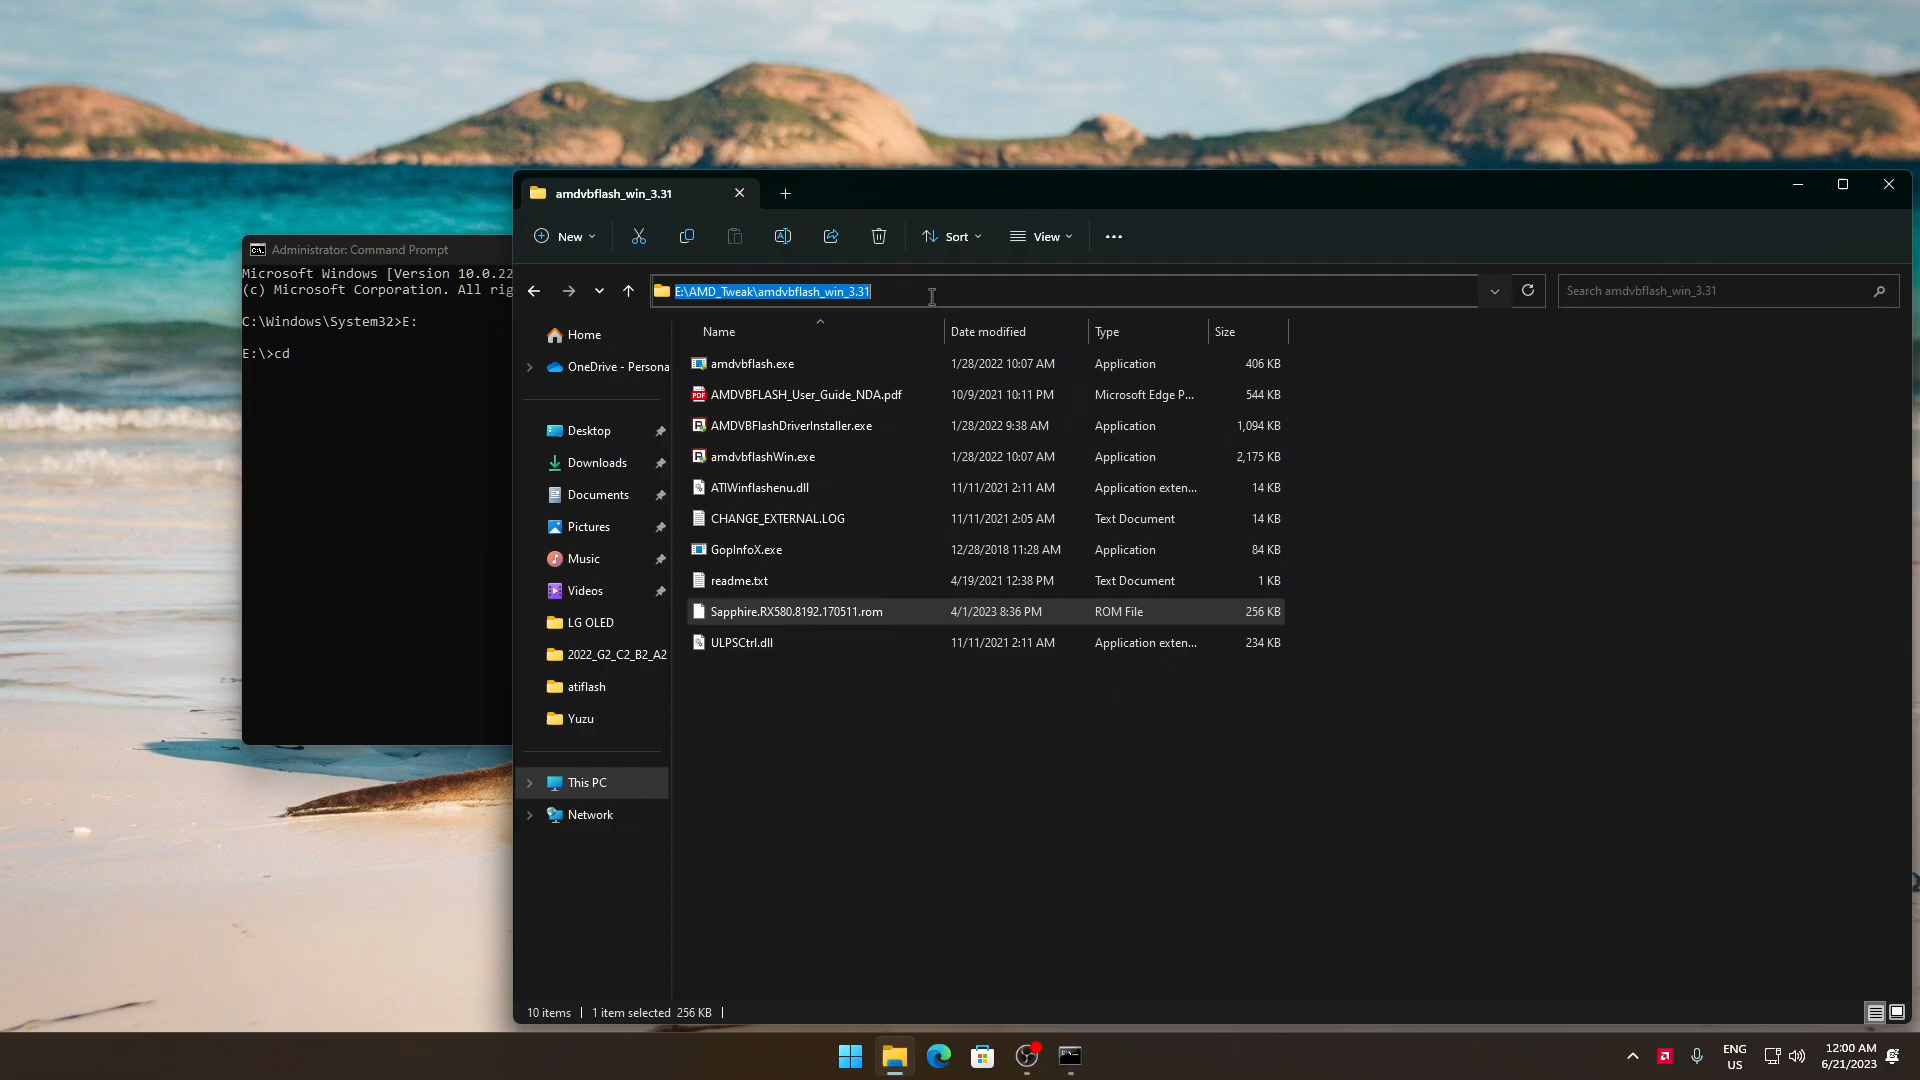 amdvbflash_win_3.31
New
Sort
View
Administrator: Command Prompt
Microsoft Windows [Version 10.0.22
(c) Microsoft Corporation. All rig
C:\Windows\System32>E:
E:\>cd
E:\AMD_Tweak\amdvbflash_win_3.31
Search amdvbflash_win_3.31
Home
OneDrive - Persona
Desktop
Downloads
Documents
Pictures
Music
Videos
LG OLED
2022_G2_C2_B2_A2
atiflash
Yuzu
This PC
Network
Name Date modified Type Size
amdvbflash.exe 1/28/2022 10:07 AM Application 406 KB
AMDVBFLASH_User_Guide_NDA.pdf 10/9/2021 10:11 PM Microsoft Edge P... 544 KB
AMDVBFlashDriverInstaller.exe 1/28/2022 9:38 AM Application 1,094 KB
amdvbflashWin.exe 1/28/2022 10:07 AM Application 2,175 KB
ATIWinflashenu.dll 11/11/2021 2:11 AM Application exten... 14 KB
CHANGE_EXTERNAL.LOG 11/11/2021 2:05 AM Text Document 14 KB
GopInfoX.exe 12/28/2018 11:28 AM Application 84 KB
readme.txt 4/19/2021 12:38 PM Text Document 1 KB
Sapphire.RX580.8192.170511.rom 4/1/2023 8:36 PM ROM File 256 KB
ULPSCtrl.dll 11/11/2021 2:11 AM Application exten... 234 KB
10 items 1 item selected 256 KB
ENG
US
12:00 AM
6/21/2023